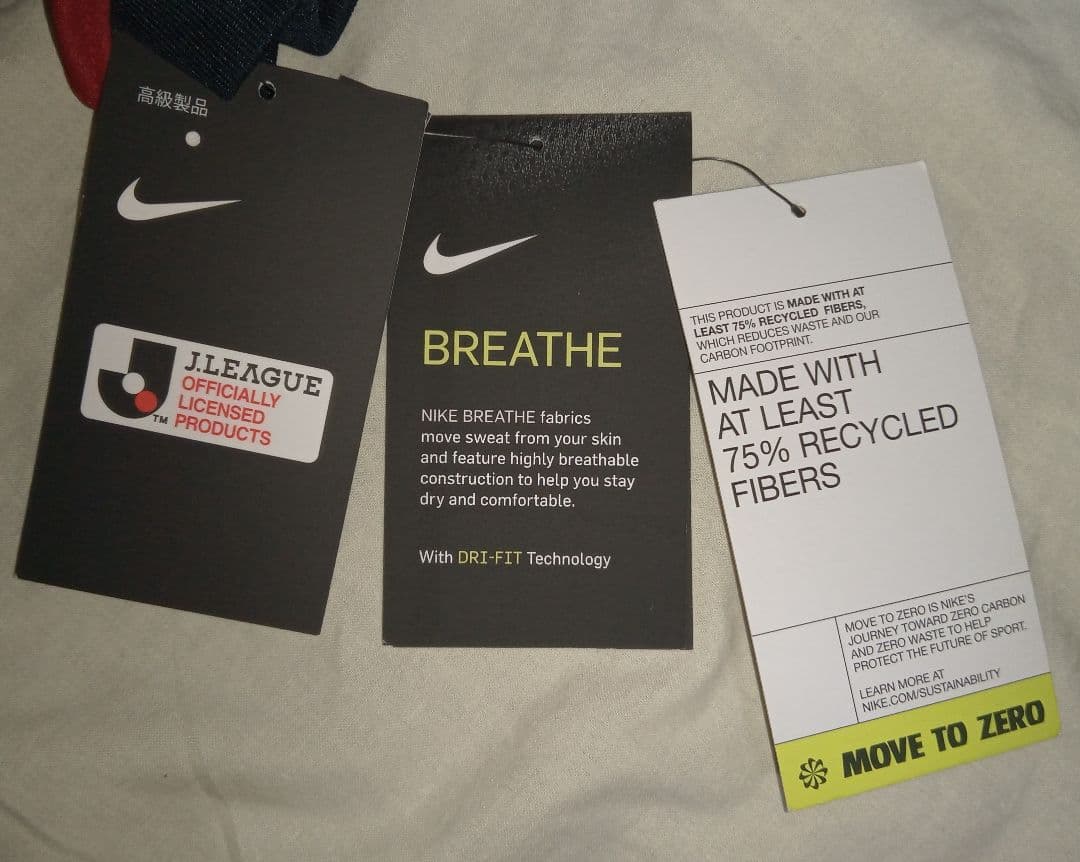 高級製品
J.LEAGUE
OFFICIALLY
LICENSED
TM PRODUCTS
BREATHE
NIKE BREATHE fabrics
move sweat from your skin
and feature highly breathable
construction to help you stay
dry and comfortable.
With DRI-FIT Technology
THIS PRODUCT IS MADE WITH AT
LEAST 75% RECYCLED FIBERS,
WHICH REDUCES WASTE AND OUR
CARBON FOOTPRINT.
MADE WITH
AT LEAST
75% RECYCLED
FIBERS
MOVE TO ZERO IS NIKE'S
JOURNEY TOWARD ZERO CARBON
AND ZERO WASTE TO HELP
PROTECT THE FUTURE OF SPORT.
LEARN MORE AT
NIKE.COM/SUSTAINABILITY
MOVE TO ZERO